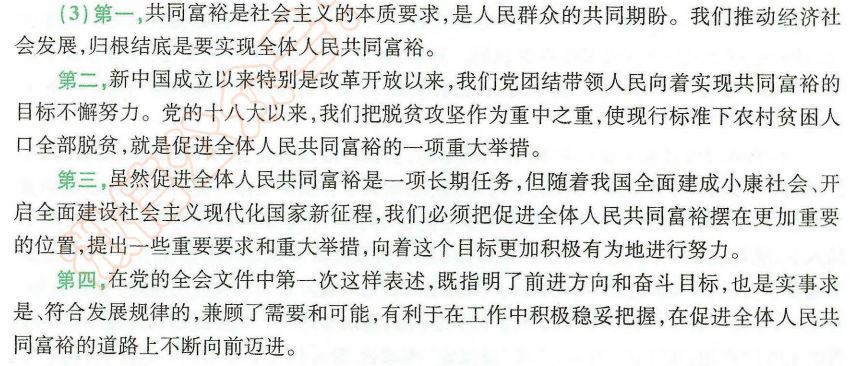 (3)第一,共同富裕是社会主义的本质要求,是人民群众的共同期盼。我们推动经济社
会发展,归根结底是要实现全体人民共同富裕。
第二,新中国成立以来特别是改革开放以来,我们党团结带领人民向着实现共同富裕的
目标不懈努力。党的十八大以来,我们把脱贫攻坚作为重中之重,使现行标准下农村贫困人
口全部脱贫,就是促进全体人民共同富裕的一项重大举措。
第三,虽然促进全体人民共同富裕是一项长期任务,但随着我国全面建成小康社会、开
启全面建设社会主义现代化国家新征程,我们必须把促进全体人民共同富裕摆在更加重要
的位置,提出一些重要要求和重大举措,向着这个目标更加积极有为地进行努力。
第四,在党的全会文件中第一次这样表述,既指明了前进方向和奋斗目标,也是实事求
是、符合发展规律的,兼顾了需要和可能,有利于在工作中积极稳妥把握,在促进全体人民共
同富裕的道路上不断向前迈进。